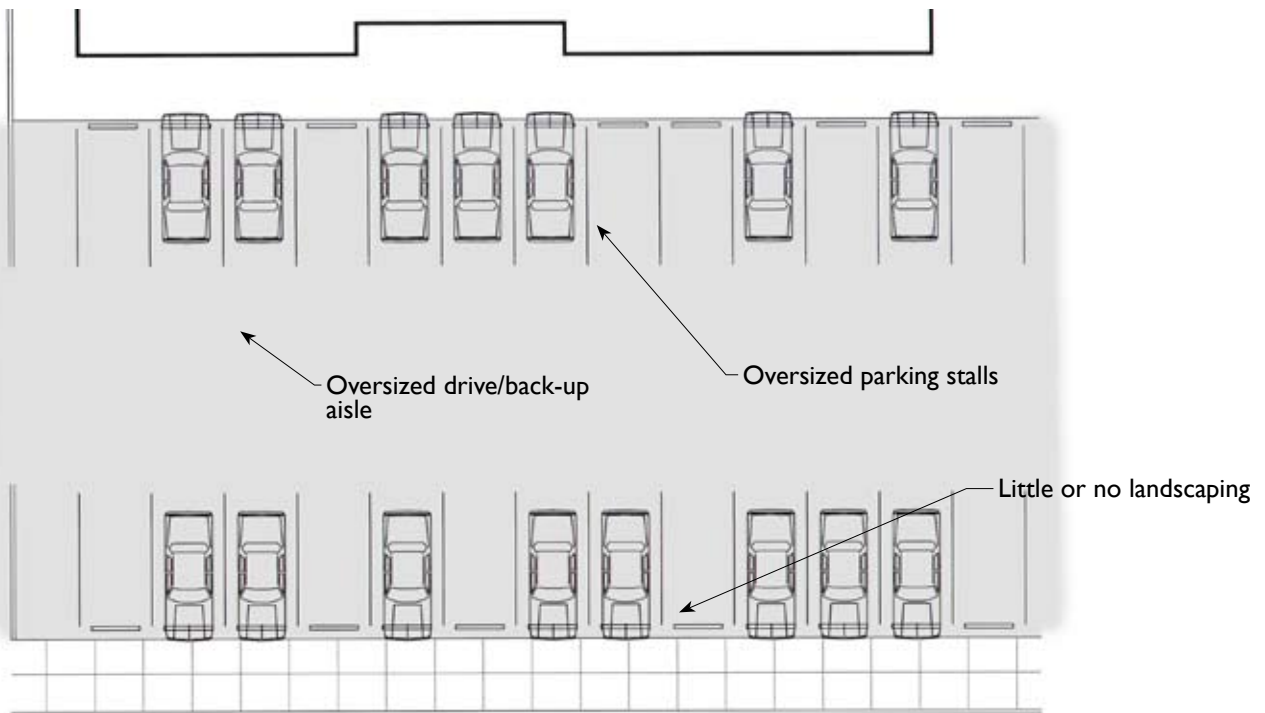 Oversized drive/back-up
aisle
Oversized parking stalls
Little or no landscaping